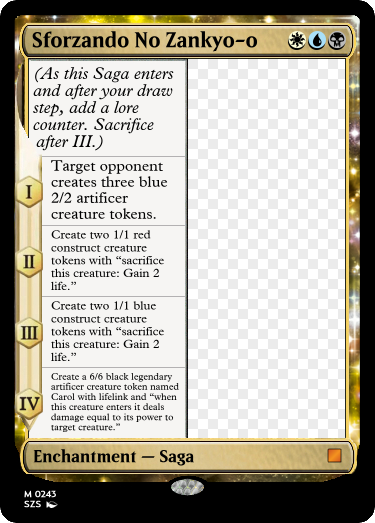 Sforzando No Zankyo-o
(As this Saga enters
and after your draw
step, add a lore
counter. Sacrifice
after III.)
I
Target opponent
creates three blue
2/2 artificer
creature tokens.
II
Create two 1/1 red
construct creature
tokens with “sacrifice
this creature: Gain 2
life.”
III
Create two 1/1 blue
construct creature
tokens with “sacrifice
this creature: Gain 2
life.”
IV
Create a 6/6 black legendary
artificer creature token named
Carol with lifelink and “when
this creature enters it deals
damage equal to its power to
target creature.”
Enchantment — Saga
M 0243
SZS